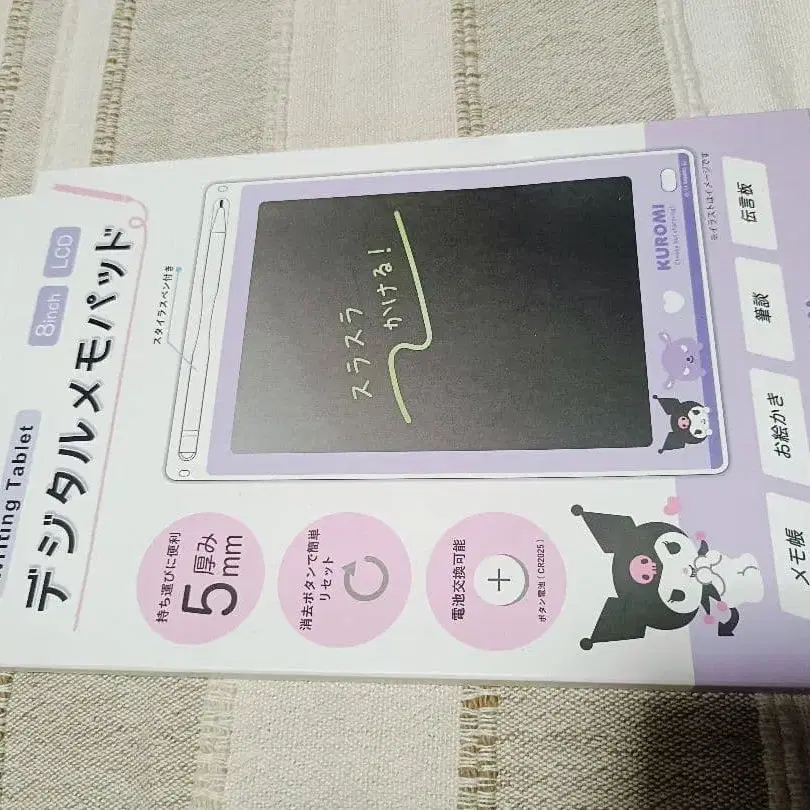 Writing Tablet
8inch
LCD
デジタルメモパッド
スタイラスペン付き
スラスラ
かける!
KUROMI
※イラストはイメージです
持ち運びに便利
厚み
5mm
消去ボタンで簡単
リセット
電池交換可能
ボタン電池(CR2025)
メモ帳
お絵かき
筆談
伝言板